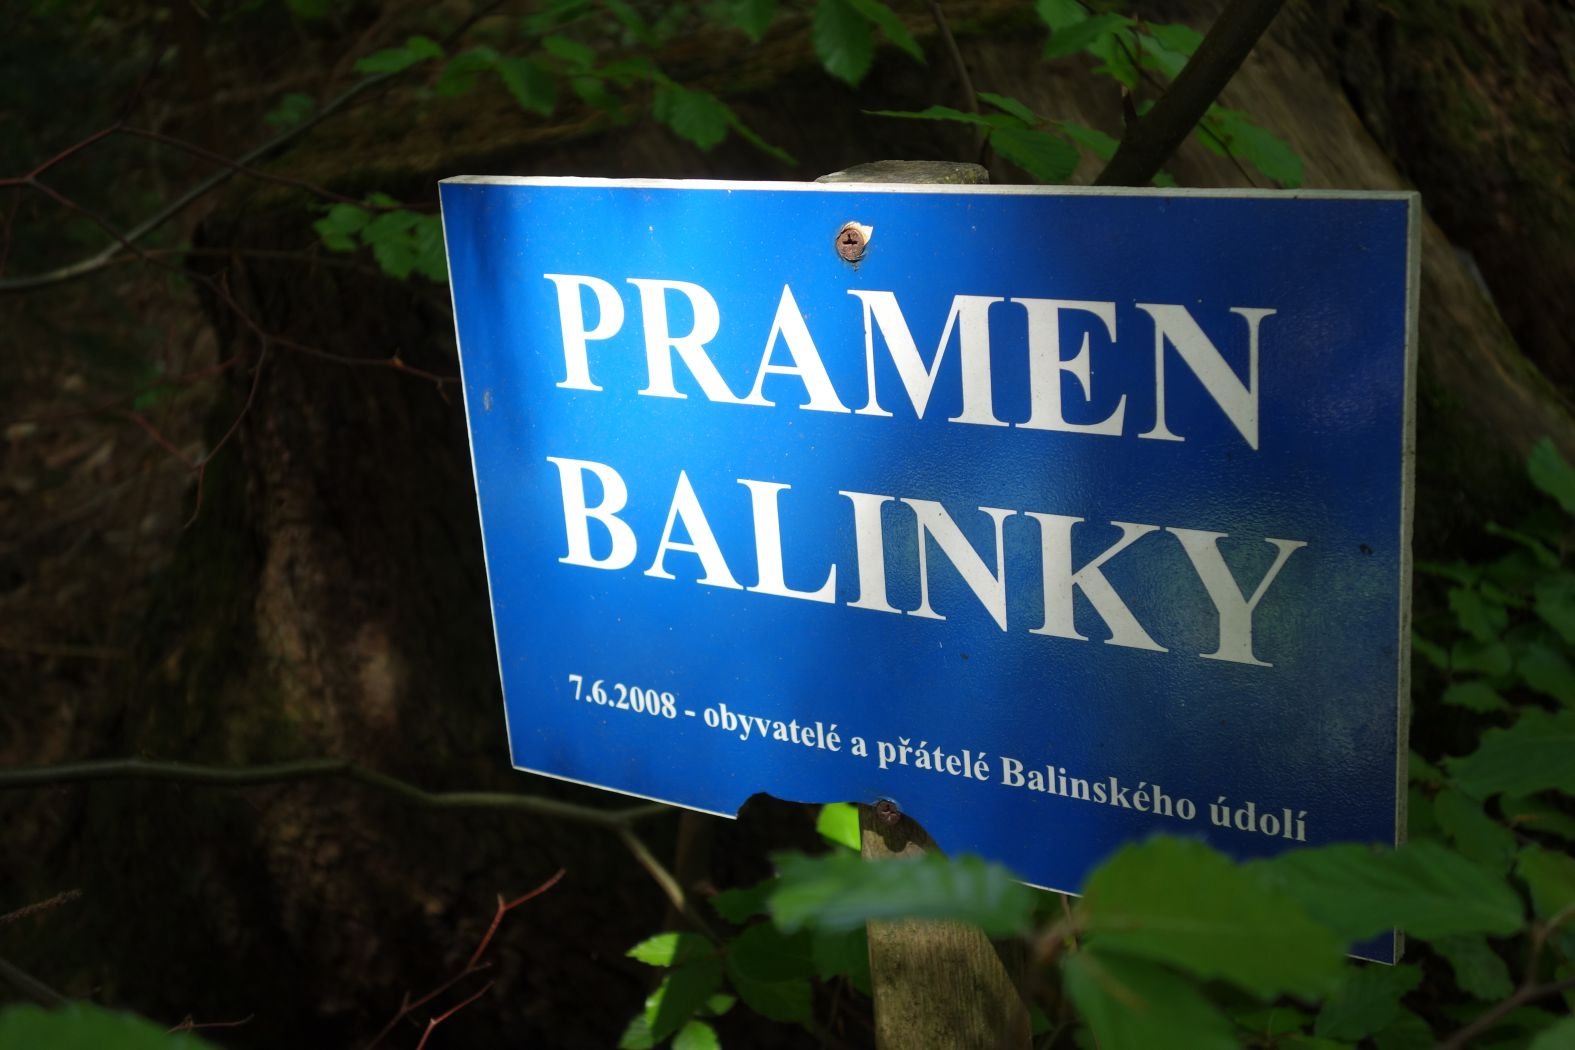 PRAMEN
BALINKY
7.6.2008 - obyvatelé a přátelé Balinského údolí